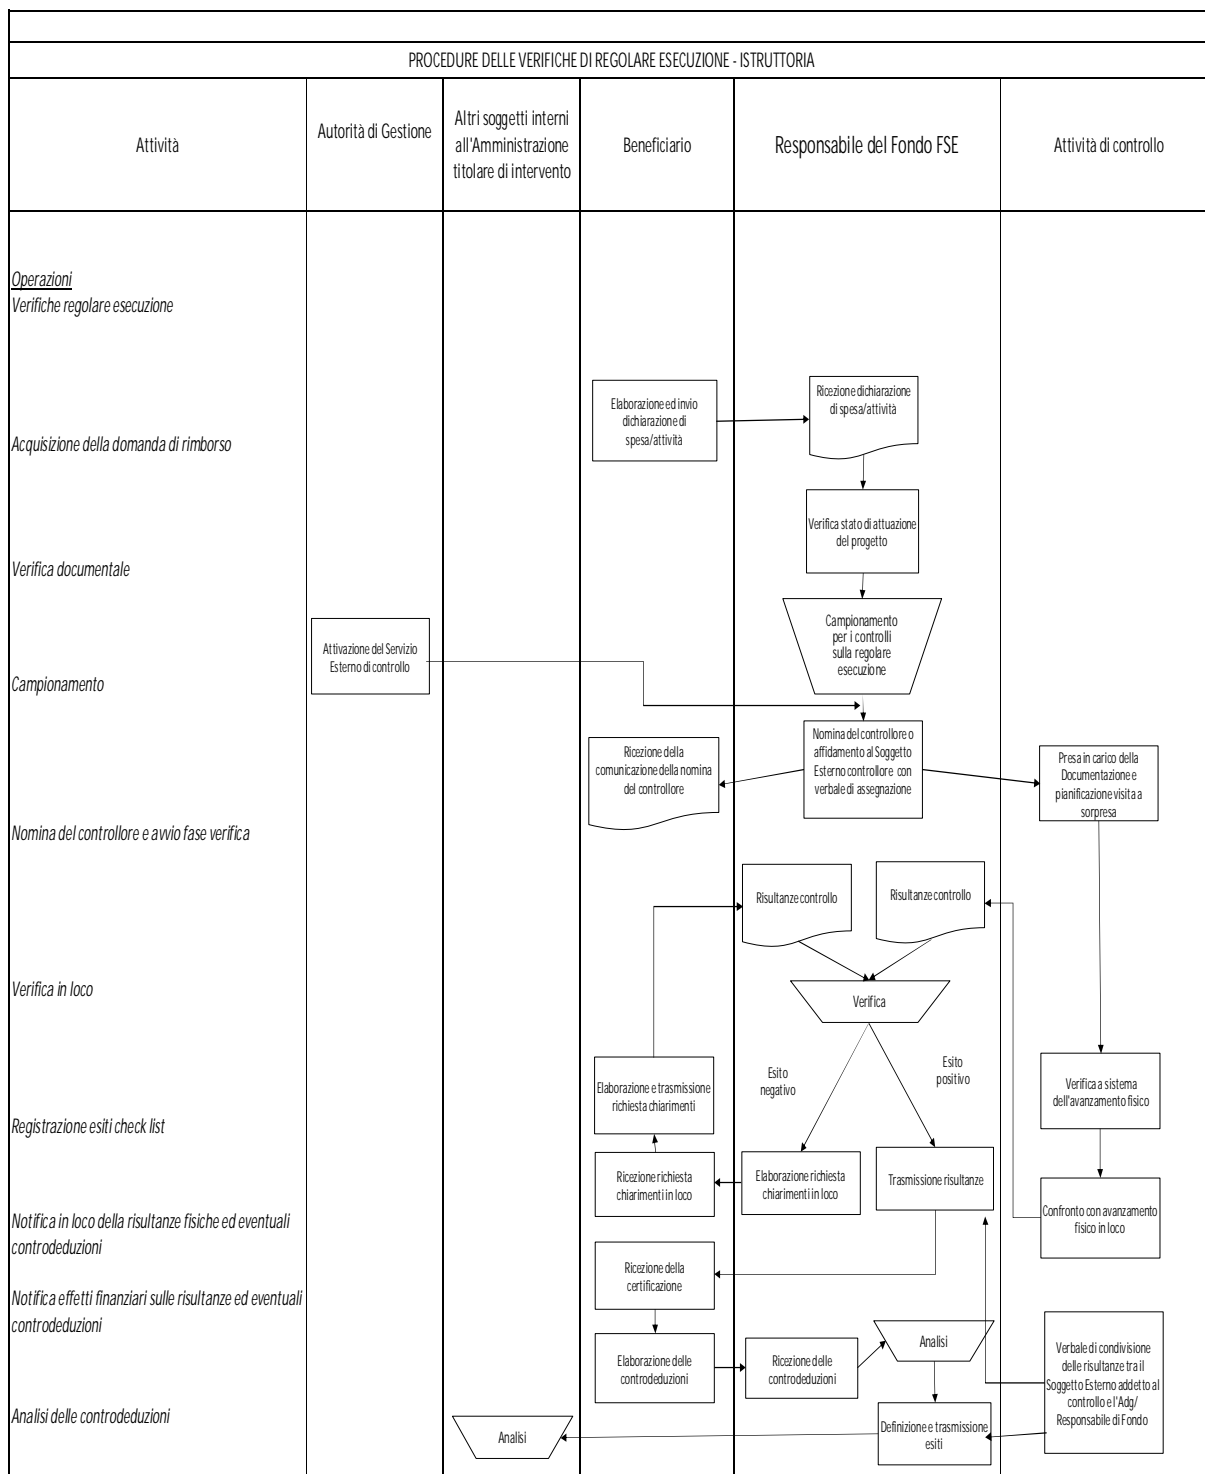 PROCEDURE DELLE VERIFICHE DI REGOLARE ESECUZIONE - ISTRUTTORIA
Attività
Autorità di Gestione
Altri soggetti interni
all'Amministrazione
titolare di intervento
Beneficiario
Responsabile del Fondo FSE
Attività di controllo
Operazioni
Verifiche regolare esecuzione
Elaborazione ed invio
dichiarazione di
spesa/attività
Ricezione dichiarazione
di spesa/attività
Acquisizione della domanda di rimborso
Verifica stato di attuazione
del progetto
Verifica documentale
Campionamento
per i controlli
sulla regolare
esecuzione
Attivazione del Servizio
Esterno di controllo
Campionamento
Nomina del controllore o
affidamento al Soggetto
Esterno controllore con
verbale di assegnazione
Ricezione della
comunicazione della nomina
del controllore
Presa in carico della
Documentazione e
pianificazione visita a
sorpresa
Nomina del controllore e avvio fase verifica
Risultanze controllo
Risultanze controllo
Verifica in loco
Verifica
Esito
negativo
Esito
positivo
Elaborazione e trasmissione
richiesta chiarimenti
Verifica a sistema
dell'avanzamento fisico
Registrazione esiti check list
Ricezione richiesta
chiarimenti in loco
Elaborazione richiesta
chiarimenti in loco
Trasmissione risultanze
Confronto con avanzamento
fisico in loco
Notifica in loco della risultanze fisiche ed eventuali
controdeduzioni
Ricezione della
certificazione
Notifica effetti finanziari sulle risultanze ed eventuali
controdeduzioni
Elaborazione delle
controdeduzioni
Ricezione delle
controdeduzioni
Analisi
Verbale di condivisione
delle risultanze tra il
Soggetto Esterno addetto al
controllo e l'Adg/
Responsabile di Fondo
Analisi delle controdeduzioni
Analisi
Definizione e trasmissione
esiti